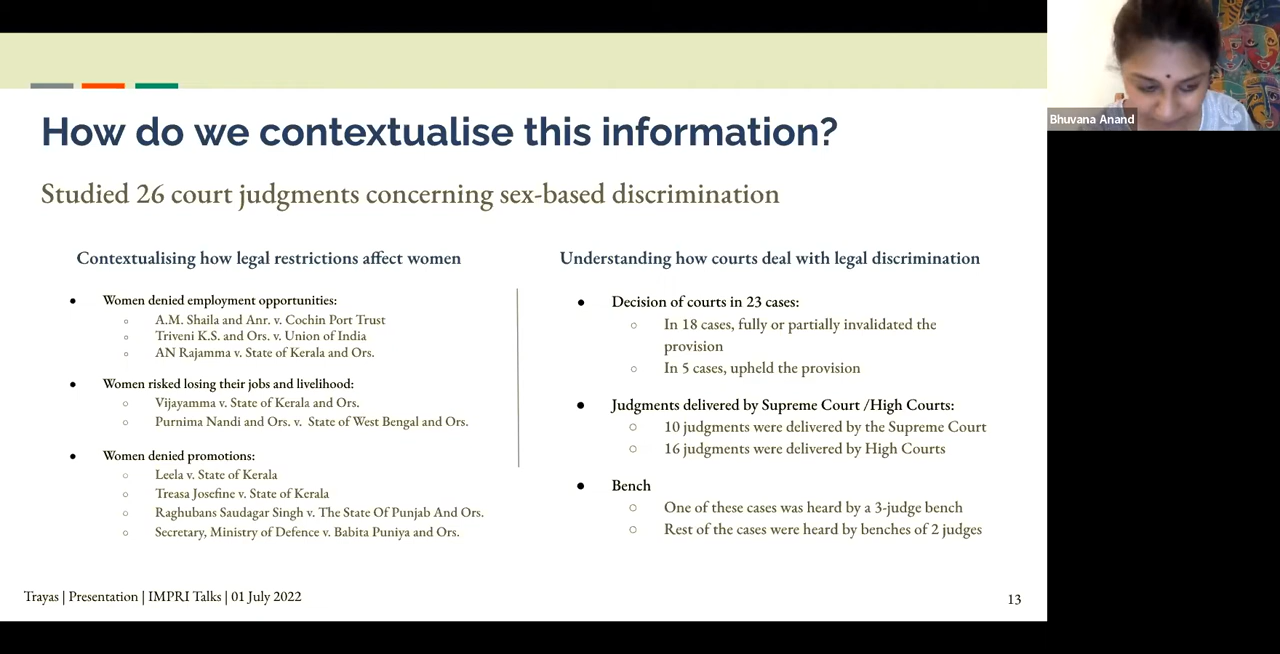 How do we contextualise this information?
Studied 26 court judgments concerning sex-based discrimination
Contextualising how legal restrictions affect women
● Women denied employment opportunities:
○ A.M. Shaila and Anr. v. Cochin Port Trust
○ Triveni K.S. and Ors. v. Union of India
○ AN Rajamma v. State of Kerala and Ors.
● Women risked losing their jobs and livelihood:
○ Vijayamma v. State of Kerala and Ors.
○ Purnima Nandi and Ors. v. State of West Bengal and Ors.
● Women denied promotions:
○ Leela v. State of Kerala
○ Treasa Josefine v. State of Kerala
○ Raghubans Saudagar Singh v. The State Of Punjab And Ors.
○ Secretary, Ministry of Defence v. Babita Puniya and Ors.
Understanding how courts deal with legal discrimination
● Decision of courts in 23 cases:
○ In 18 cases, fully or partially invalidated the
provision
○ In 5 cases, upheld the provision
● Judgments delivered by Supreme Court /High Courts:
○ 10 judgments were delivered by the Supreme Court
○ 16 judgments were delivered by High Courts
● Bench
○ One of these cases was heard by a 3-judge bench
○ Rest of the cases were heard by benches of 2 judges
Trayas | Presentation | IMPRI Talks | 01 July 2022
13
Bhuvana Anand